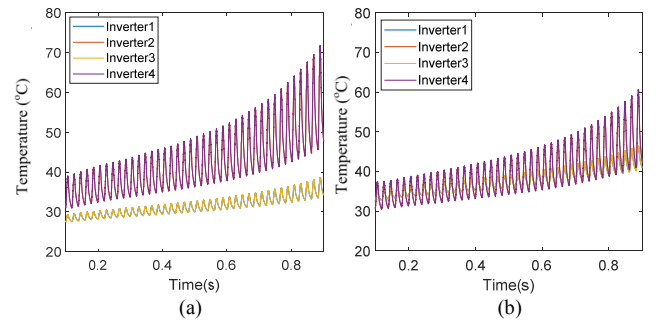 80
70
60
50
40
30
20
Temperature (°C)
Inverter1
Inverter2
Inverter3
Inverter4
0.2 0.4 0.6 0.8
Time(s)
(a)
80
70
60
50
40
30
20
Temperature (°C)
Inverter1
Inverter2
Inverter3
Inverter4
0.2 0.4 0.6 0.8
Time(s)
(b)